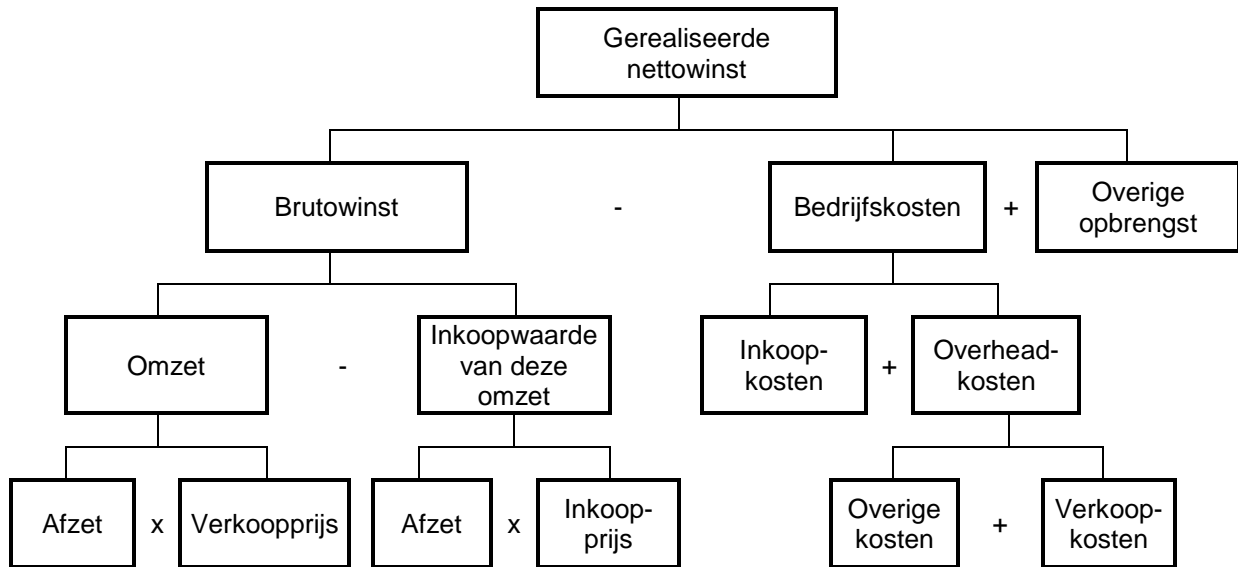 Gerealiseerde
nettowinst
Brutowinst
-
Bedrijfskosten
+
Overige
opbrengst
Omzet
-
Inkoopwaarde
van deze
omzet
Inkoop-
kosten
+
Overhead-
kosten
Afzet
x
Verkoopprijs
Afzet
x
Inkoop-
prijs
Overige
kosten
+
Verkoop-
kosten